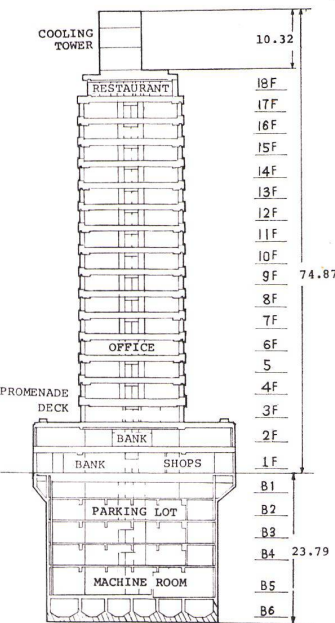 COOLING
TOWER
10.32
RESTAURANT
18F
17F
16F
15F
14F
13F
12F
11F
10F
9F
74.87
8F
7F
OFFICE
6F
5
4F
PROMENADE
DECK
3F
BANK
2F
BANK
SHOPS
1F
B1
PARKING LOT
B2
B3
B4
23.79
MACHINE ROOM
B5
B6